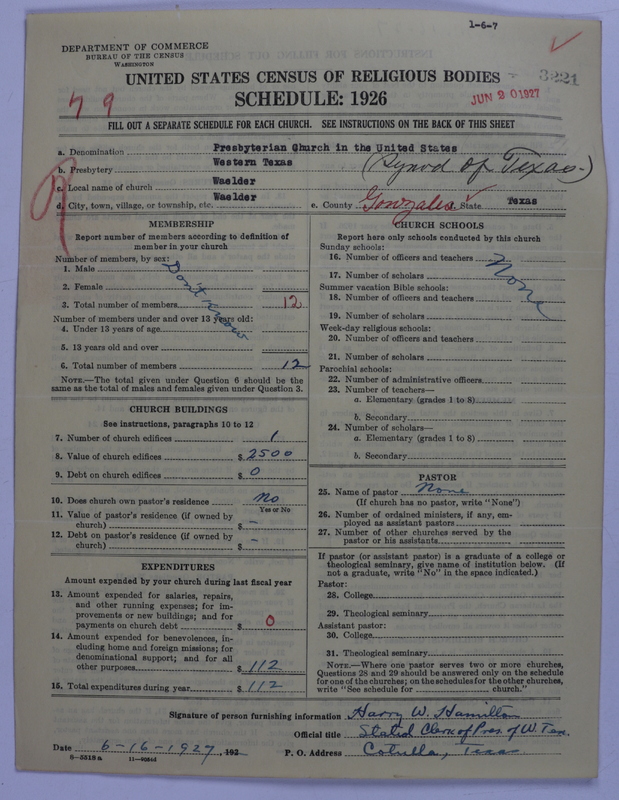 1-6-7
DEPARTMENT OF COMMERCE
BUREAU OF THE CENSUS
WASHINGTON
UNITED STATES CENSUS OF RELIGIOUS BODIES
3221
SCHEDULE: 1926
JUN 20 1927
7 9
FILL OUT A SEPARATE SCHEDULE FOR EACH CHURCH. SEE INSTRUCTIONS ON THE BACK OF THIS SHEET
a. Denomination Presbyterian Church in the United States
b. Presbytery Western Texas (Synod of Texas)
c. Local name of church Waelder
d. City, town, village, or township, etc. Waelder e. County Gonzales f. State Texas
MEMBERSHIP
Report number of members according to definition of
member in your church
Number of members, by sex:
1. Male
Don't know
2. Female
3. Total number of members 12
Number of members under and over 13 years old:
4. Under 13 years of age
5. 13 years old and over
6. Total number of members 12
NOTE.—The total given under Question 6 should be the
same as the total of males and females given under Question 3.
CHURCH BUILDINGS
See instructions, paragraphs 10 to 12
7. Number of church edifices 1
8. Value of church edifices $ 2500
9. Debt on church edifices $ 0
10. Does church own pastor's residence No
Yes or No
11. Value of pastor's residence (if owned by
church) $ –
12. Debt on pastor's residence (if owned by
church) $ –
EXPENDITURES
Amount expended by your church during last fiscal year
13. Amount expended for salaries, repairs,
and other running expenses; for im-
provements or new buildings; and for
payments on church debt $ 0
14. Amount expended for benevolences, in-
cluding home and foreign missions; for
denominational support; and for all
other purposes $ 112
15. Total expenditures during year $ 112
CHURCH SCHOOLS
Report here only schools conducted by this church
Sunday schools:
16. Number of officers and teachers
None
17. Number of scholars
Summer vacation Bible schools:
18. Number of officers and teachers
19. Number of scholars
Week-day religious schools:
20. Number of officers and teachers
21. Number of scholars
Parochial schools:
22. Number of administrative officers
23. Number of teachers—
a. Elementary (grades 1 to 8)
b. Secondary
24. Number of scholars—
a. Elementary (grades 1 to 8)
b. Secondary
PASTOR
25. Name of pastor None
(If church has no pastor, write "None")
26. Number of ordained ministers, if any, em-
ployed as assistant pastors
27. Number of other churches served by the
pastor or his assistants
If pastor (or assistant pastor) is a graduate of a college or
theological seminary, give name of institution below. (If
not a graduate, write "No" in the space indicated.)
Pastor:
28. College
29. Theological seminary
Assistant pastor:
30. College
31. Theological seminary
NOTE.—Where one pastor serves two or more churches,
Questions 28 and 29 should be answered only on the schedule
for one of the churches; on the schedules for the other churches,
write "See schedule for church."
Signature of person furnishing information Harry W. Hamilton
Official title Stated Clerk of Pres. of W. Tex.
Date 6-16-1927, 192 P. O. Address Cotulla, Texas
8-5518a